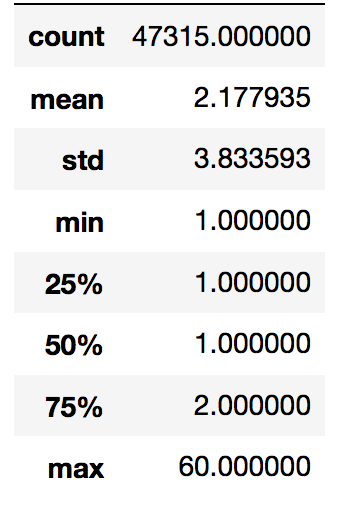 count 47315.000000
mean 2.177935
std 3.833593
min 1.000000
25% 1.000000
50% 1.000000
75% 2.000000
max 60.000000